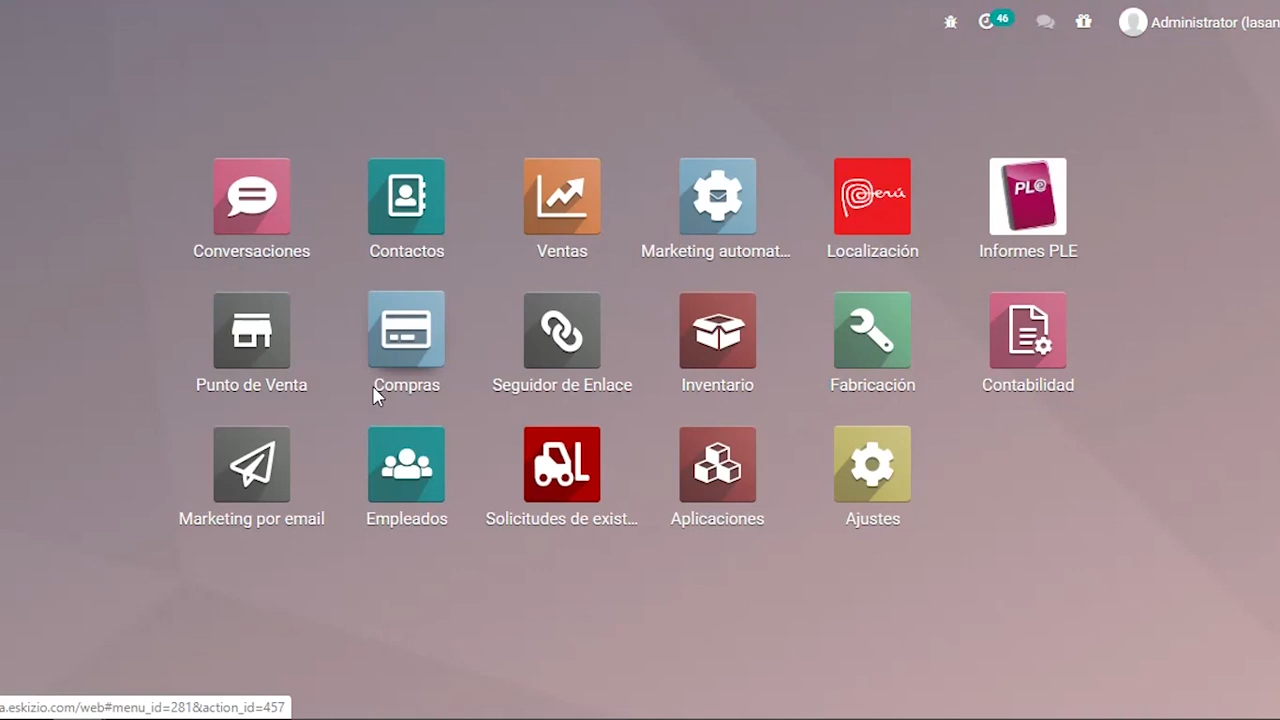 46
Administrator (lasan
Perú
PLe
Conversaciones
Contactos
Ventas
Marketing automat...
Localización
Informes PLE
Punto de Venta
Compras
Seguidor de Enlace
Inventario
Fabricación
Contabilidad
Marketing por email
Empleados
Solicitudes de exist...
Aplicaciones
Ajustes
a.eskizio.com/web#menu_id=281&action_id=457